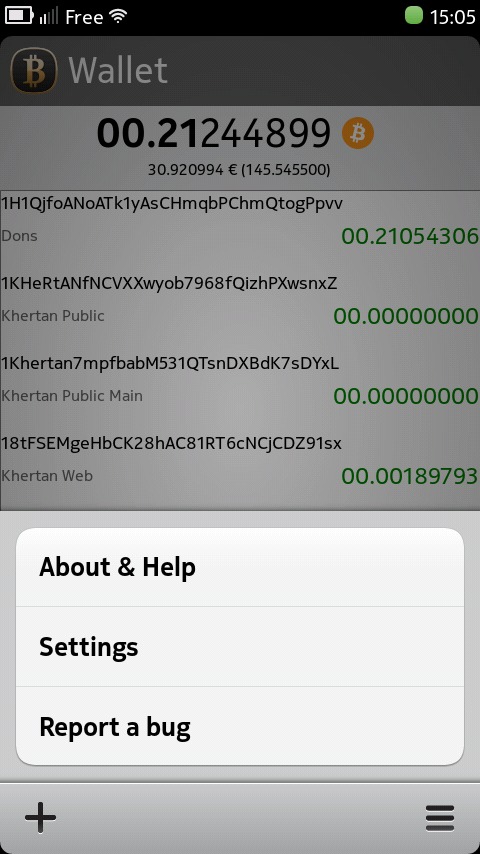 Free 15:05
Wallet
00.21244899
30.920994 € (145.545500)
1H1QjfoANoATk1yAsCHmqbPChmQtogPpvv
Dons 00.21054306
1KHeRtANfNCVXXwyob7968fQizhPXwsnxZ
Khertan Public 00.00000000
1Khertan7mpfbabM531QTsnDXBdK7sDYxL
Khertan Public Main 00.00000000
18tFSEMgeHbCK28hAC81RT6cNCjCDZ91sx
Khertan Web 00.00189793
About & Help
Settings
Report a bug